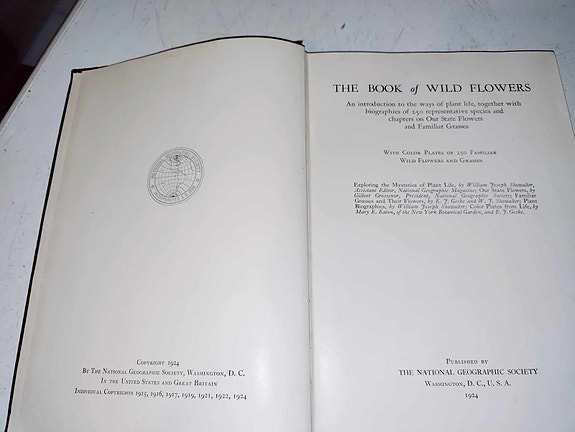 COPYRIGHT 1924
BY THE NATIONAL GEOGRAPHIC SOCIETY, WASHINGTON, D. C.
IN THE UNITED STATES AND GREAT BRITAIN
INDIVIDUAL COPYRIGHTS 1915, 1916, 1917, 1919, 1921, 1922, 1924
THE BOOK of WILD FLOWERS
An introduction to the ways of plant life, together with
biographies of 250 representative species and
chapters on Our State Flowers
and Familiar Grasses
WITH COLOR PLATES OF 250 FAMILIAR
WILD FLOWERS AND GRASSES
Exploring the Mysteries of Plant Life, by William Joseph Showalter,
Assistant Editor, National Geographic Magazine; Our State Flowers, by
Gilbert Grosvenor, President, National Geographic Society; Familiar
Grasses and Their Flowers, by E. J. Geske and W. J. Showalter; Plant
Biographies, by William Joseph Showalter; Color Plates from Life, by
Mary E. Eaton, of the New York Botanical Garden, and E. J. Geske.
PUBLISHED BY
THE NATIONAL GEOGRAPHIC SOCIETY
WASHINGTON, D. C., U. S. A.
1924